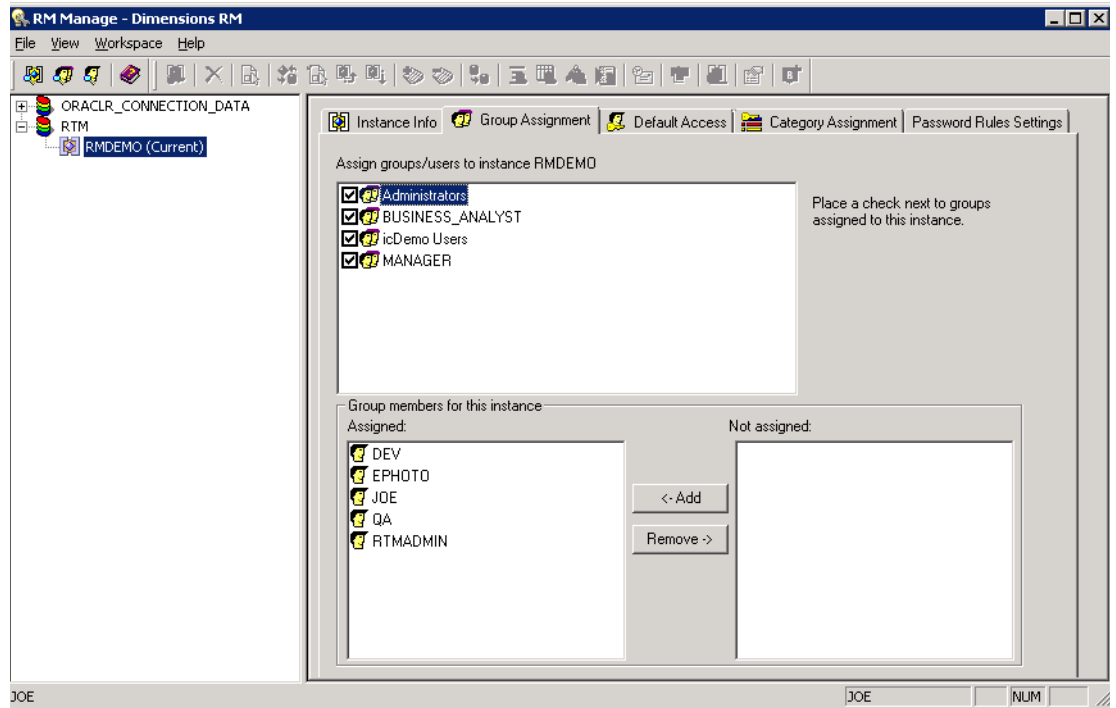 RM Manage - Dimensions RM
File View Workspace Help
ORACLR_CONNECTION_DATA
RTM
RMDEMO (Current)
Instance Info Group Assignment Default Access Category Assignment Password Rules Settings
Assign groups/users to instance RMDEMO
Administrators
BUSINESS_ANALYST
icDemo Users
MANAGER
Place a check next to groups
assigned to this instance.
Group members for this instance
Assigned: Not assigned:
DEV
EPHOTO
JOE
QA
RTMADMIN
<- Add
Remove ->
JOE JOE NUM